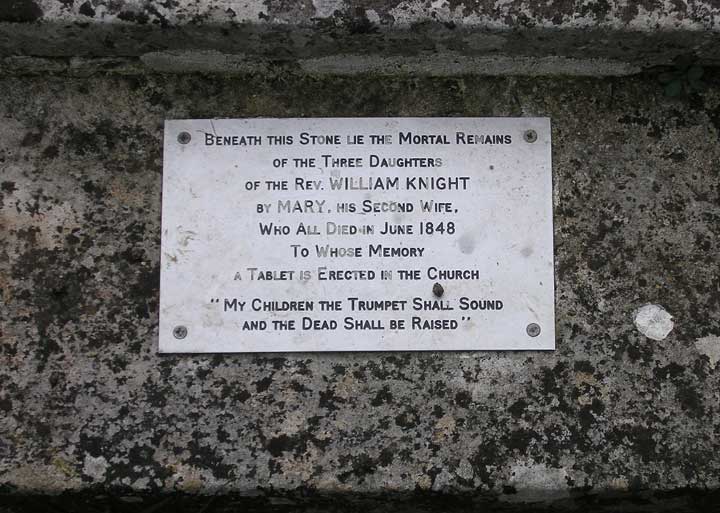 Beneath this Stone lie the Mortal Remains
of the Three Daughters
of the Rev. WILLIAM KNIGHT
by MARY, his Second Wife,
Who All Died in June 1848
To Whose Memory
a Tablet is Erected in the Church
"My Children the Trumpet Shall Sound
and the Dead Shall be Raised"